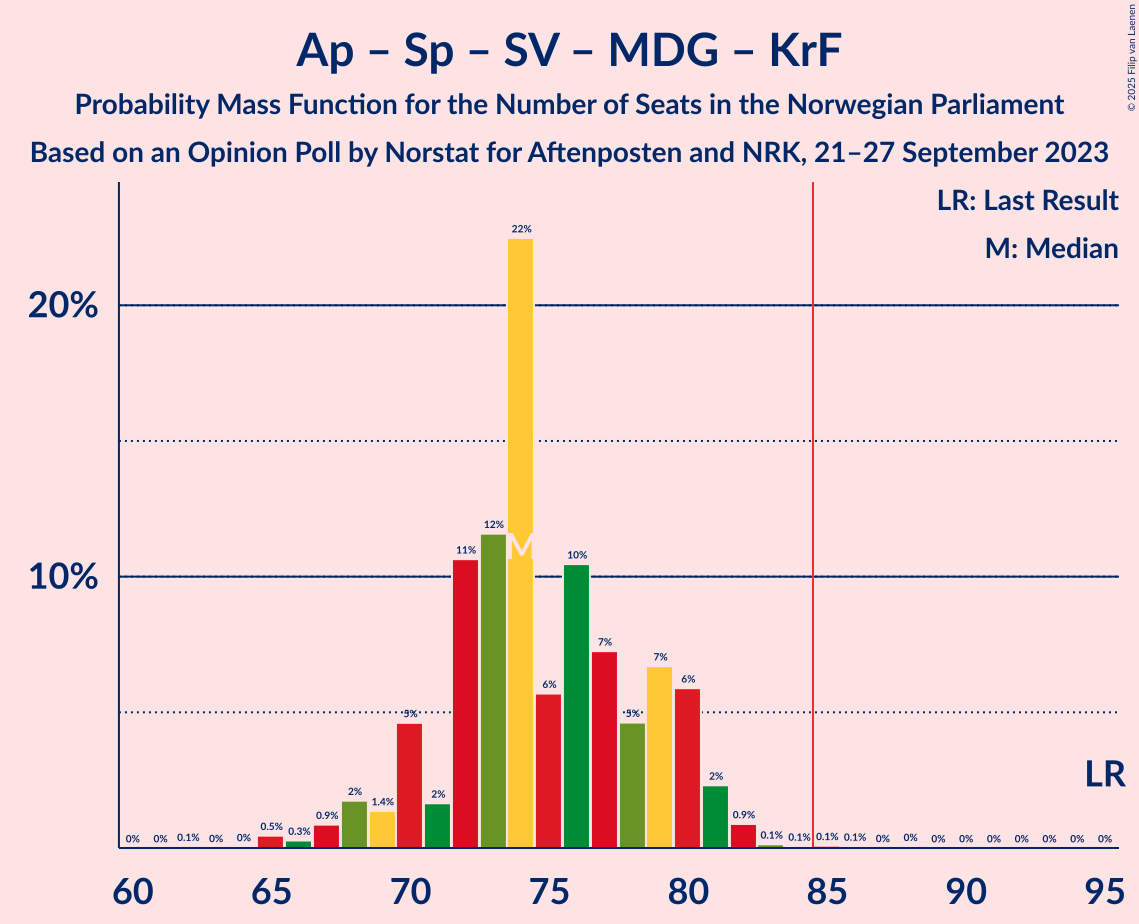 Ap – Sp – SV – MDG – KrF
Probability Mass Function for the Number of Seats in the Norwegian Parliament
Based on an Opinion Poll by Norstat for Aftenposten and NRK, 21–27 September 2023
© 2025 Filip van Laenen
LR: Last Result
M: Median
20%
10%
0% 0% 0.1% 0% 0% 0.5% 0.3% 0.9% 2% 1.4% 5% 2% 11% 12% 22% 6% 10% 7% 5% 7% 6% 2% 0.9% 0.1% 0.1% 0.1% 0.1% 0% 0% 0% 0% 0% 0% 0% 0% 0%
M
LR
60 65 70 75 80 85 90 95